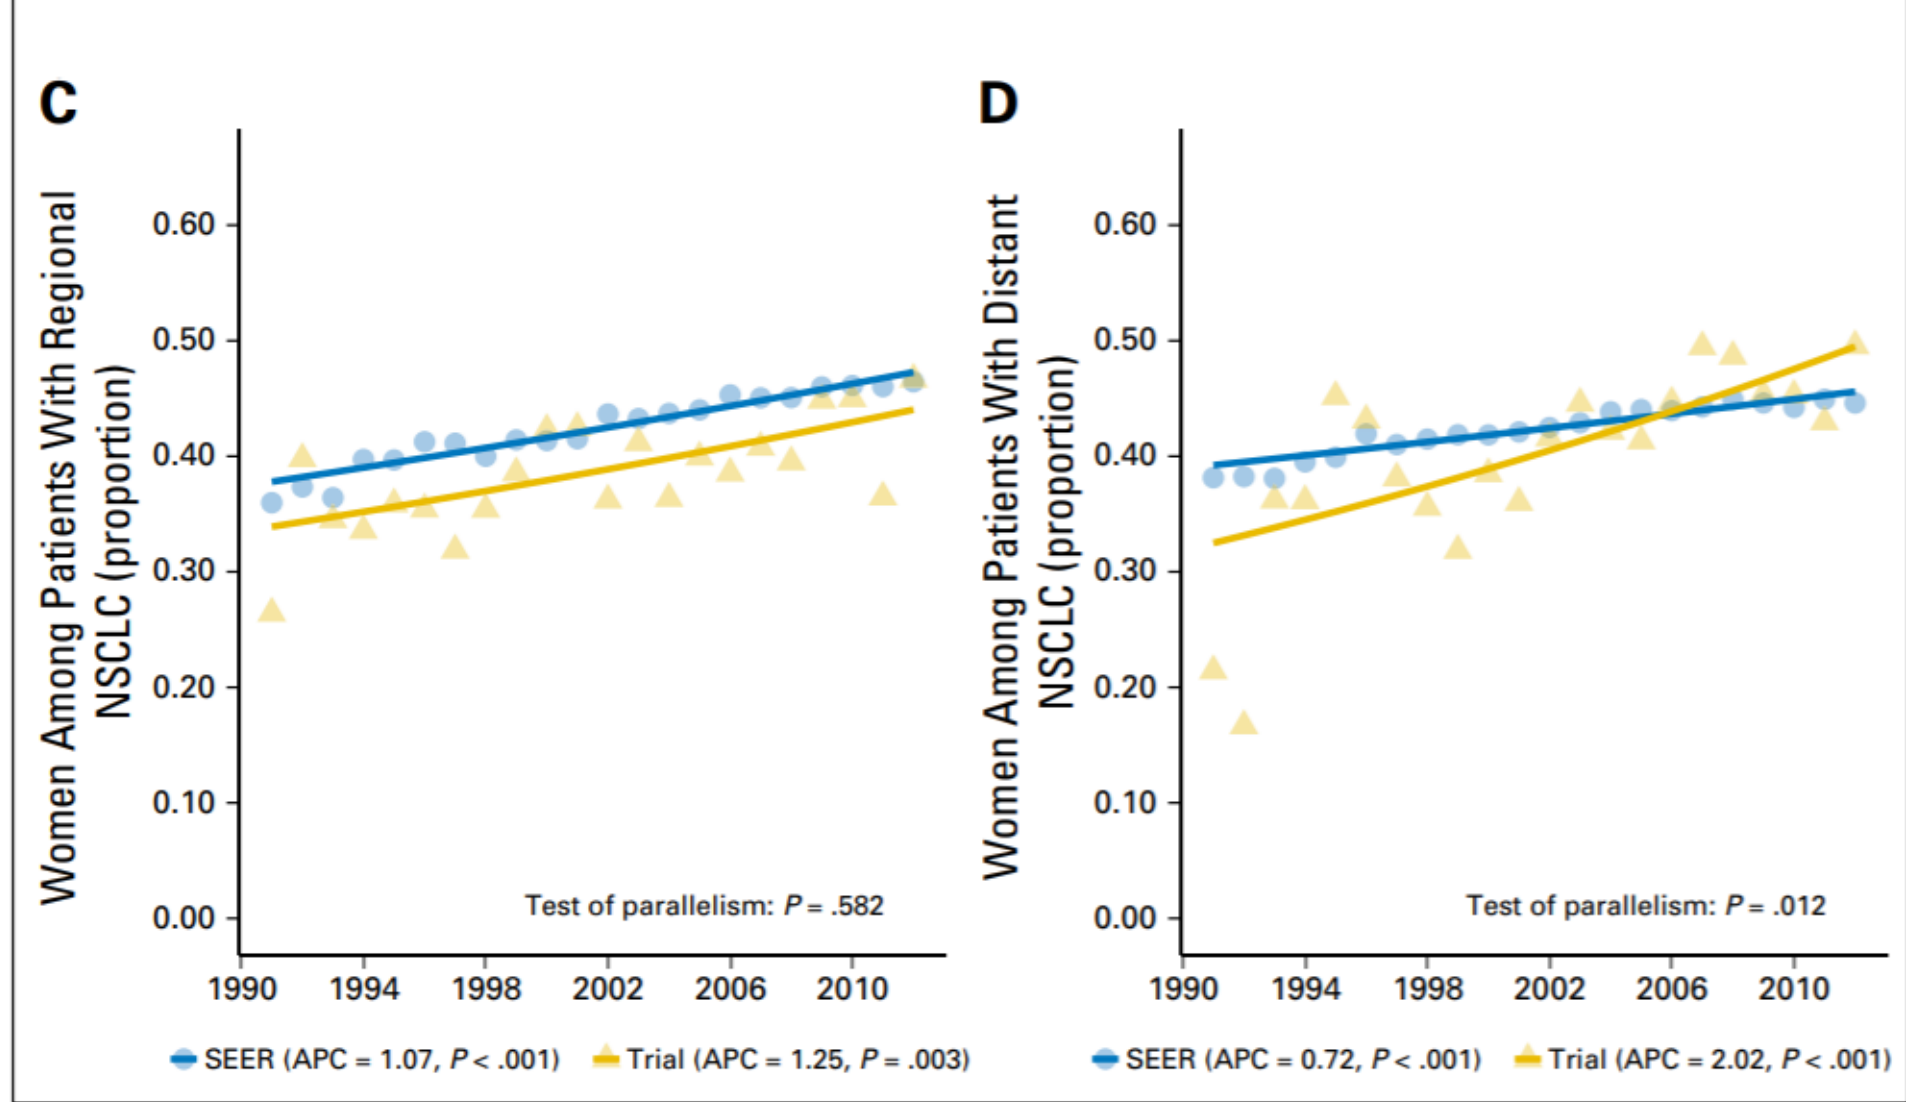 C
Women Among Patients With Regional
NSCLC (proportion)
0.60
0.50
0.40
0.30
0.20
0.10
0.00
Test of parallelism: P = .582
1990 1994 1998 2002 2006 2010
SEER (APC = 1.07, P < .001) Trial (APC = 1.25, P = .003)
D
Women Among Patients With Distant
NSCLC (proportion)
0.60
0.50
0.40
0.30
0.20
0.10
0.00
Test of parallelism: P = .012
1990 1994 1998 2002 2006 2010
SEER (APC = 0.72, P < .001) Trial (APC = 2.02, P < .001)